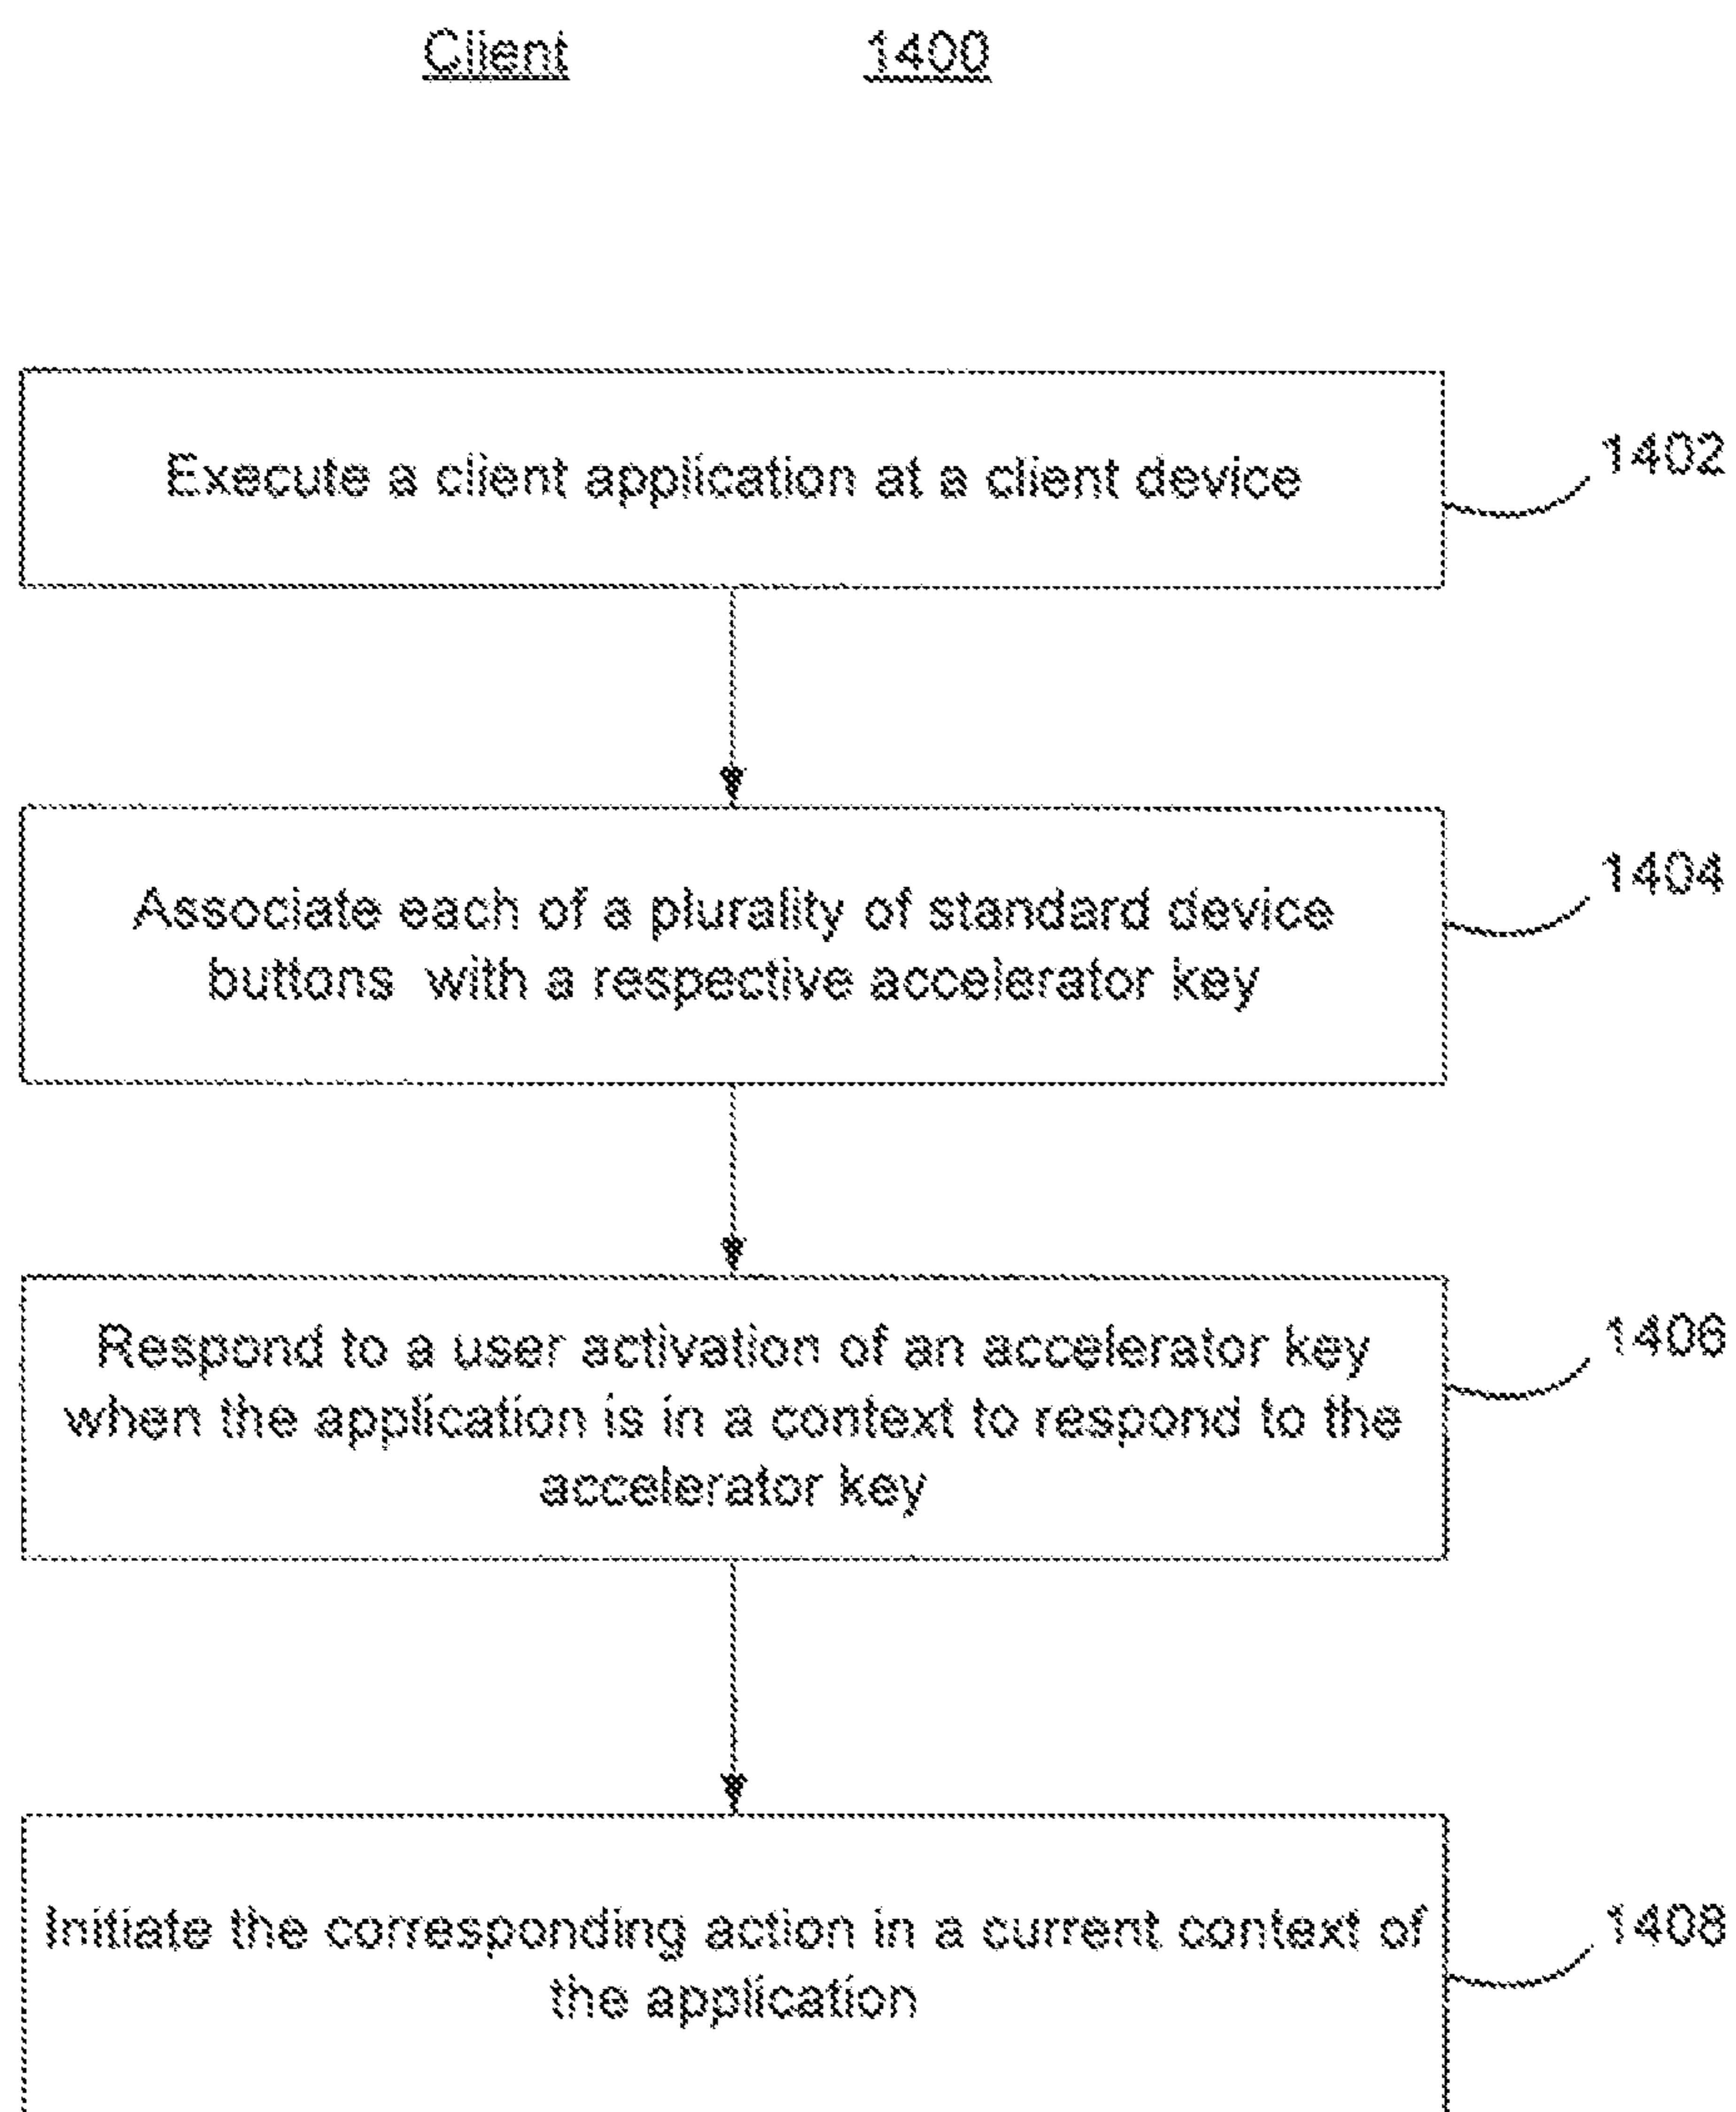 Client 1400
Execute a client application at a client device
1402
Associate each of a plurality of standard device
buttons with a respective accelerator key
1404
Respond to a user activation of an accelerator key
when the application is in a context to respond to the
accelerator key
1406
Initiate the corresponding action in a current context of
the application
1408